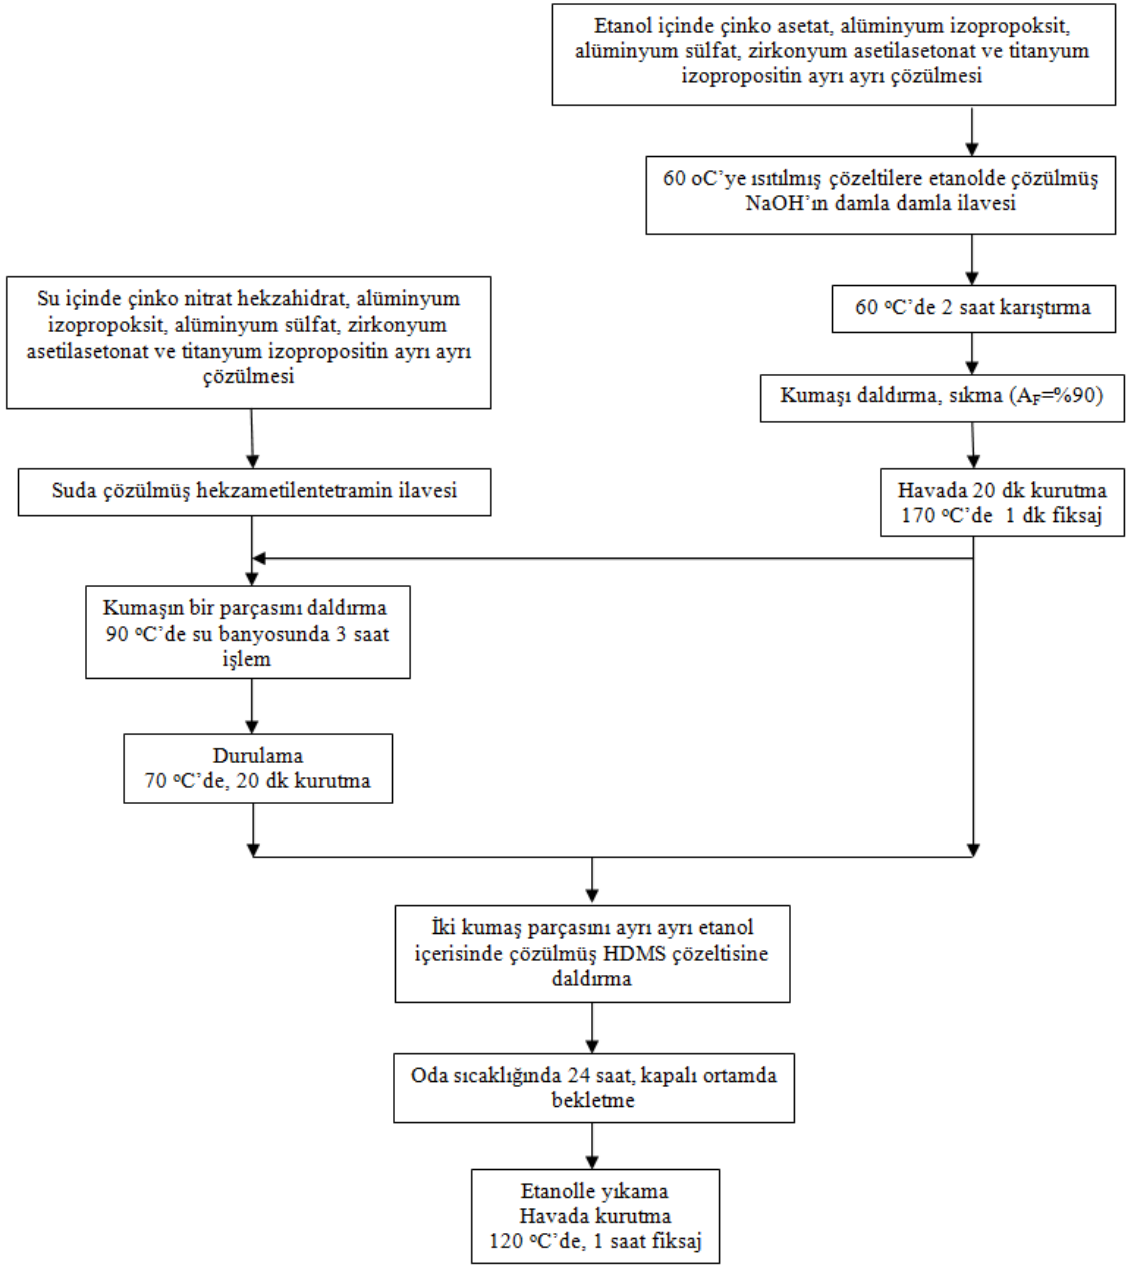 Etanol içinde çinko asetat, alüminyum izopropoksit,
alüminyum sülfat, zirkonyum asetilasetonat ve titanyum
izopropositin ayrı ayrı çözülmesi
60 oC’ye ısıtılmış çözeltilere etanolde çözülmüş
NaOH’ın damla damla ilavesi
60 ᵒC’de 2 saat karıştırma
Kumaşı daldırma, sıkma (AF=%90)
Havada 20 dk kurutma
170 ᵒC’de 1 dk fiksaj
Su içinde çinko nitrat hekzahidrat, alüminyum
izopropoksit, alüminyum sülfat, zirkonyum
asetilasetonat ve titanyum izopropositin ayrı ayrı
çözülmesi
Suda çözülmüş hekzametilentetramin ilavesi
Kumaşın bir parçasını daldırma
90 ᵒC’de su banyosunda 3 saat
işlem
Durulama
70 ᵒC’de, 20 dk kurutma
İki kumaş parçasını ayrı ayrı etanol
içerisinde çözülmüş HDMS çözeltisine
daldırma
Oda sıcaklığında 24 saat, kapalı ortamda
bekletme
Etanolle yıkama
Havada kurutma
120 ᵒC’de, 1 saat fiksaj